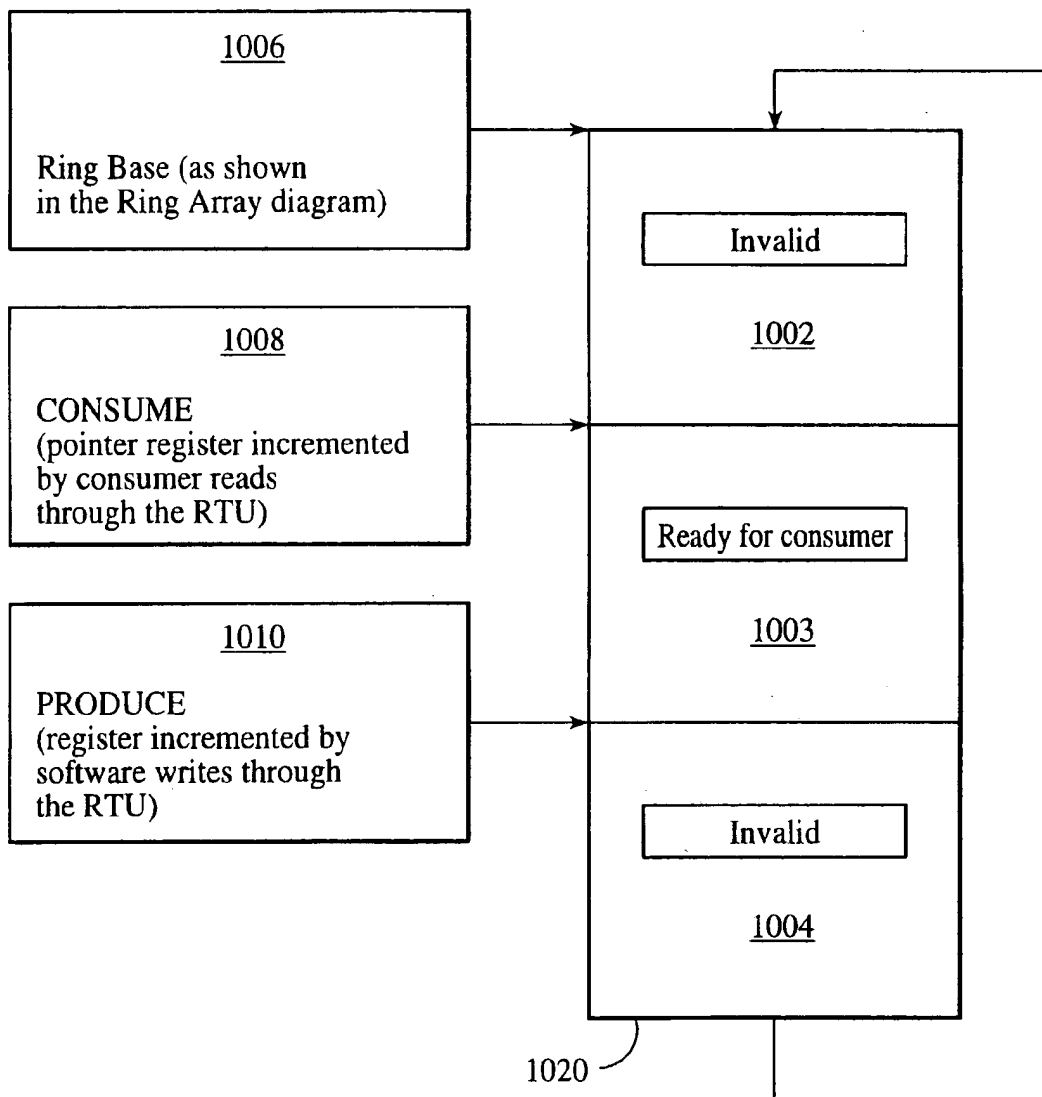 1006
Ring Base (as shown
in the Ring Array diagram)
1008
CONSUME
(pointer register incremented
by consumer reads
through the RTU)
1010
PRODUCE
(register incremented by
software writes through
the RTU)
Invalid
1002
Ready for consumer
1003
Invalid
1004
1020